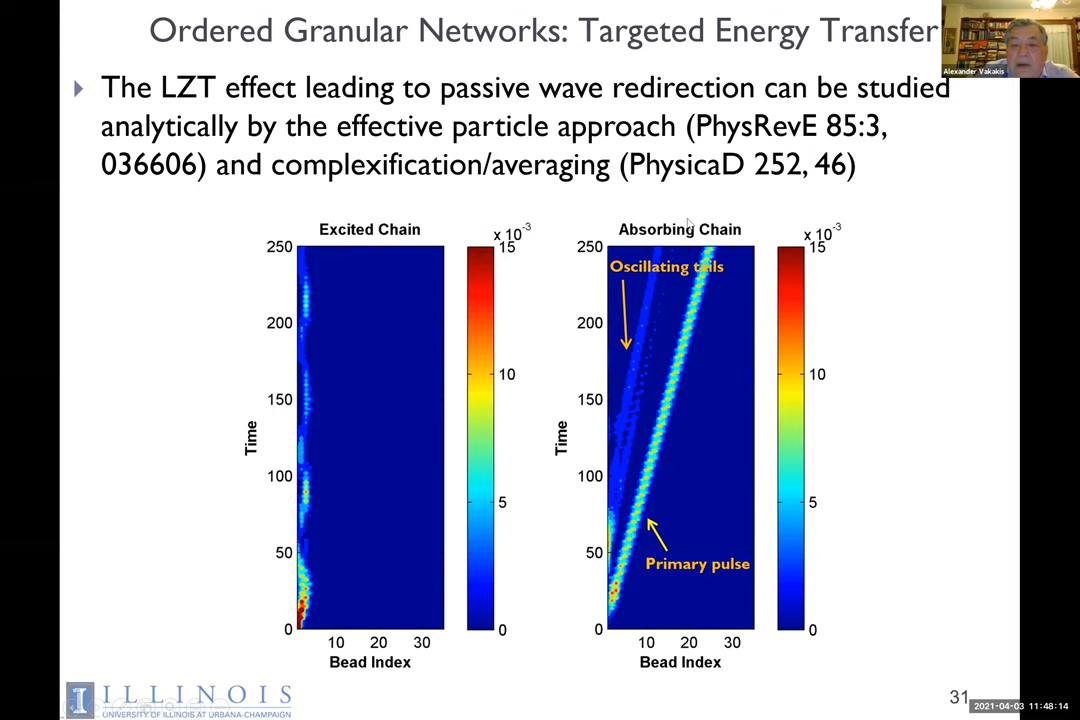 Ordered Granular Networks: Targeted Energy Transfer
Alexander Vakakis
The LZT effect leading to passive wave redirection can be studied
analytically by the effective particle approach (PhysRevE 85:3,
036606) and complexification/averaging (PhysicaD 252, 46)
Excited Chain
x 10-3
250
200
150
100
50
0
Time
10 20 30
Bead Index
15
10
5
0
Absorbing Chain
x 10-3
Oscillating tails
Primary pulse
250
200
150
100
50
0
Time
10 20 30
Bead Index
15
10
5
0
I ILLINOIS
UNIVERSITY OF ILLINOIS AT URBANA-CHAMPAIGN
31
2021-04-03 11:48:14